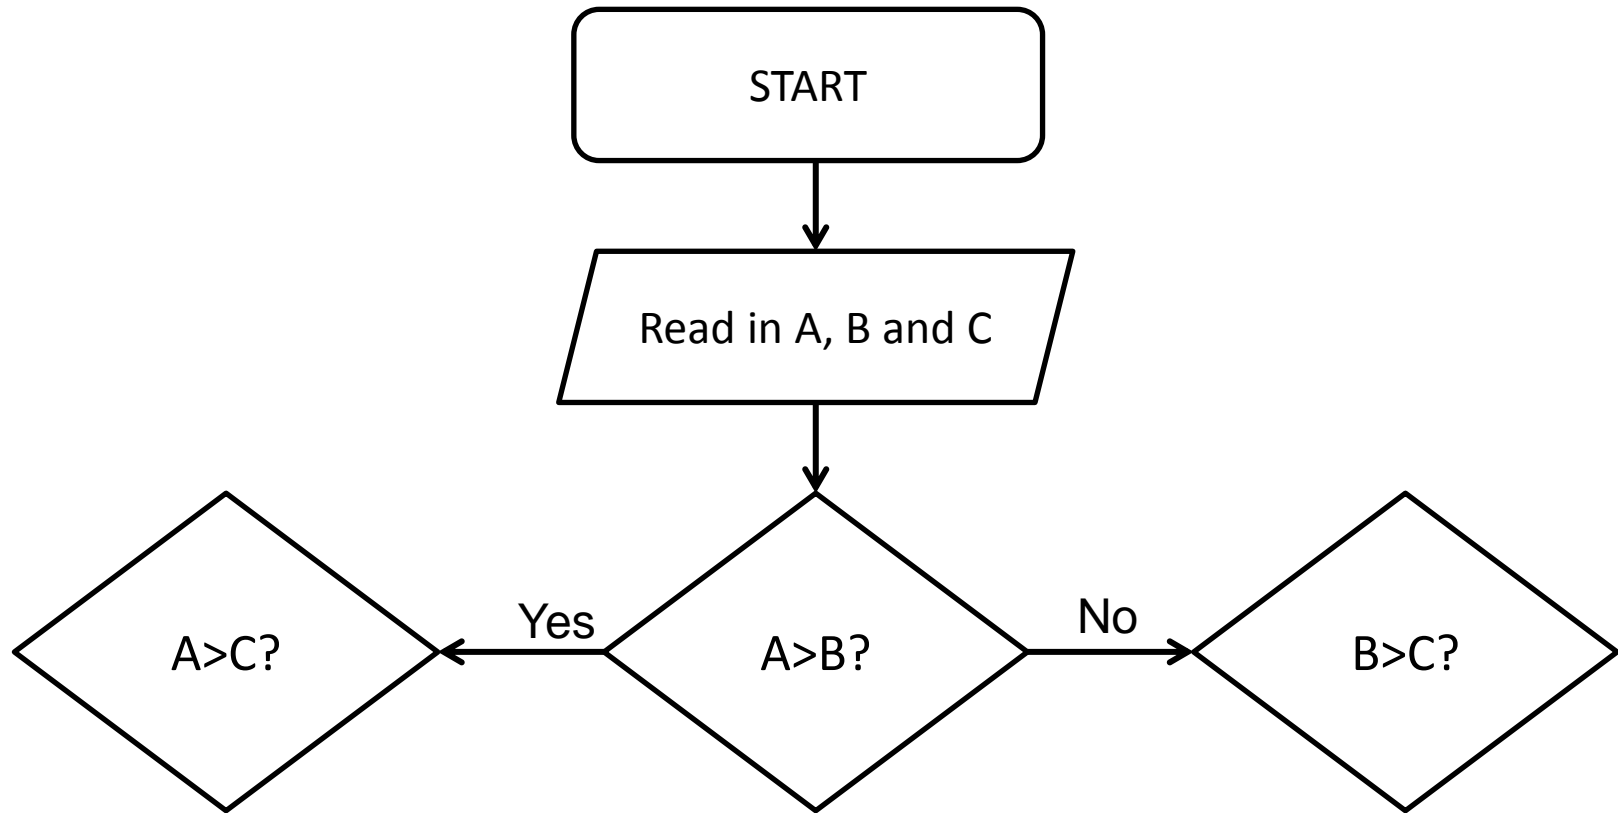 START
Read in A, B and C
A>C?
Yes
A>B?
No
B>C?